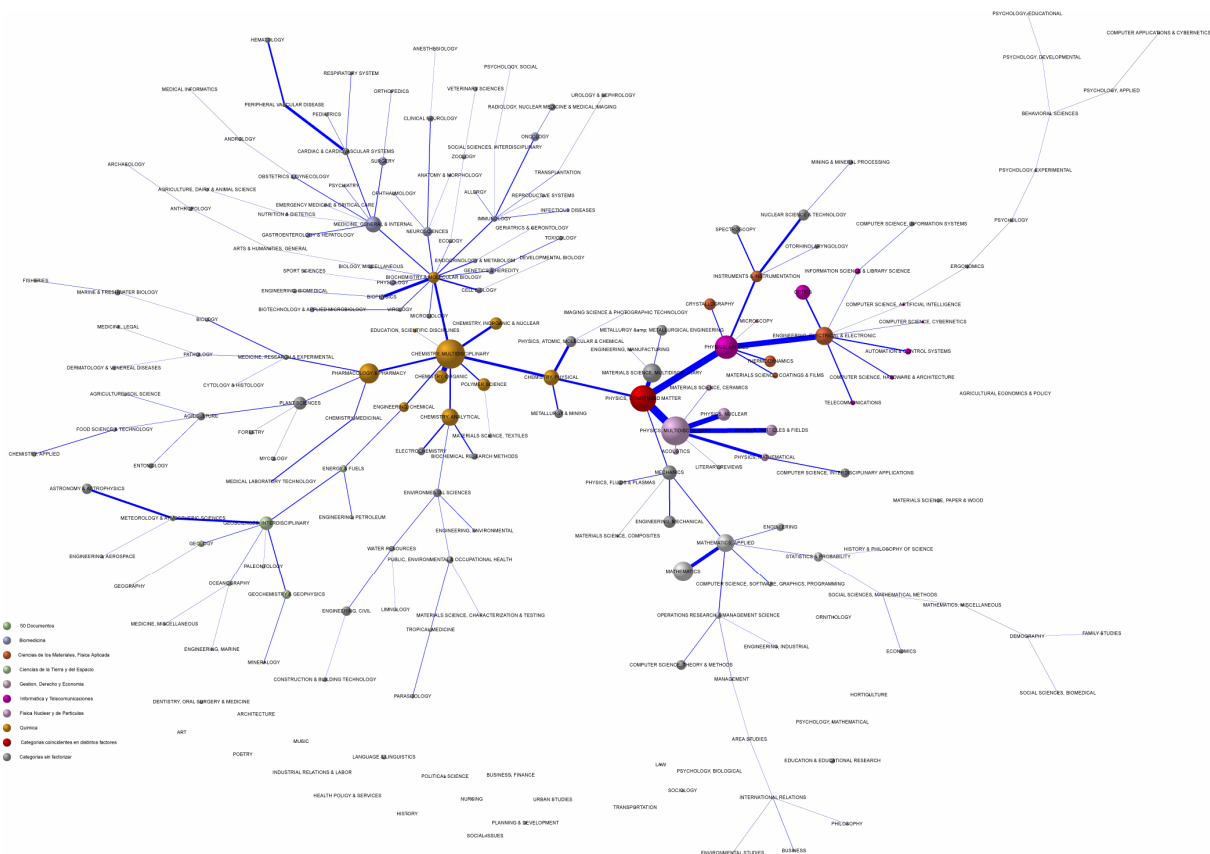 PSYCHOLOGY, EDUCATIONAL
COMPUTER APPLICATIONS & CYBERNETICS
HEMATOLOGY
ANESTHESIOLOGY
PSYCHOLOGY, DEVELOPMENTAL
PSYCHOLOGY, SOCIAL
RESPIRATORY SYSTEM
MEDICAL INFORMATICS
ORTHOPEDICS
VETERINARY SCIENCES
PSYCHOLOGY, APPLIED
UROLOGY & NEPHROLOGY
PERIPHERAL VASCULAR DISEASE
RADIOLOGY, NUCLEAR MEDICINE & MEDICAL IMAGING
PEDIATRICS
CLINICAL NEUROLOGY
BEHAVIORAL SCIENCES
ANDROLOGY
ONCOLOGY
SOCIAL SCIENCES, INTERDISCIPLINARY
CARDIAC & CARDIOVASCULAR SYSTEMS
ZOOLOGY
SURGERY
ARCHAEOLOGY
MINING & MINERAL PROCESSING
OBSTETRICS & GYNECOLOGY
ANATOMY & MORPHOLOGY
TRANSPLANTATION
PSYCHOLOGY, EXPERIMENTAL
PSYCHIATRY
AGRICULTURE, DAIRY & ANIMAL SCIENCE
OPHTHALMOLOGY
ALLERGY
REPRODUCTIVE SYSTEMS
EMERGENCY MEDICINE & CRITICAL CARE
ANTHROPOLOGY
INFECTIOUS DISEASES
NUTRITION & DIETETICS
NUCLEAR SCIENCE & TECHNOLOGY
IMMUNOLOGY
PSYCHOLOGY
MEDICINE, GENERAL & INTERNAL
COMPUTER SCIENCE, INFORMATION SYSTEMS
GERIATRICS & GERONTOLOGY
SPECTROSCOPY
NEUROSCIENCES
GASTROENTEROLOGY & HEPATOLOGY
TOXICOLOGY
ECOLOGY
OTORHINOLARYNGOLOGY
ARTS & HUMANITIES, GENERAL
DEVELOPMENTAL BIOLOGY
ENDOCRINOLOGY & METABOLISM
BIOLOGY, MISCELLANEOUS
ERGONOMICS
SPORT SCIENCES
GENETICS & HEREDITY
INFORMATION SCIENCE & LIBRARY SCIENCE
BIOCHEMISTRY & MOLECULAR BIOLOGY
INSTRUMENTS & INSTRUMENTATION
FISHERIES
PHYSIOLOGY
ENGINEERING, BIOMEDICAL
CELL BIOLOGY
MARINE & FRESHWATER BIOLOGY
OPTICS
BIOPHYSICS
CRYSTALLOGRAPHY
COMPUTER SCIENCE, ARTIFICIAL INTELLIGENCE
BIOTECHNOLOGY & APPLIED MICROBIOLOGY
VIROLOGY
IMAGING SCIENCE & PHOTOGRAPHIC TECHNOLOGY
MICROBIOLOGY
BIOLOGY
MICROSCOPY
COMPUTER SCIENCE, CYBERNETICS
CHEMISTRY, INORGANIC & NUCLEAR
MEDICINE, LEGAL
EDUCATION, SCIENTIFIC DISCIPLINES
METALLURGY &amp; METALLURGICAL ENGINEERING
ENGINEERING, ELECTRICAL & ELECTRONIC
PHYSICS, ATOMIC, MOLECULAR & CHEMICAL
ENGINEERING, MANUFACTURING
AUTOMATION & CONTROL SYSTEMS
PATHOLOGY
MEDICINE, RESEARCH & EXPERIMENTAL
CHEMISTRY, MULTIDISCIPLINARY
THERMODYNAMICS
DERMATOLOGY & VENEREAL DISEASES
MATERIALS SCIENCE, MULTIDISCIPLINARY
PHARMACOLOGY & PHARMACY
CHEMISTRY, ORGANIC
CHEMISTRY, PHYSICAL
MATERIALS SCIENCE, COATINGS & FILMS
COMPUTER SCIENCE, HARDWARE & ARCHITECTURE
CYTOLOGY & HISTOLOGY
POLYMER SCIENCE
MATERIALS SCIENCE, CERAMICS
AGRICULTURE, SOIL SCIENCE
AGRICULTURAL ECONOMICS & POLICY
PLANT SCIENCES
TELECOMMUNICATIONS
ENGINEERING, CHEMICAL
AGRICULTURE
METALLURGY & MINING
PHYSICS, NUCLEAR
CHEMISTRY, MEDICINAL
CHEMISTRY, ANALYTICAL
FOOD SCIENCE & TECHNOLOGY
FORESTRY
MATERIALS SCIENCE, TEXTILES
ACOUSTICS
ELECTROCHEMISTRY
CHEMISTRY, APPLIED
BIOCHEMICAL RESEARCH METHODS
PHYSICS, MATHEMATICAL
MYCOLOGY
ENTOMOLOGY
LITERARY REVIEWS
ENERGY & FUELS
MECHANICS
COMPUTER SCIENCE, INTERDISCIPLINARY APPLICATIONS
MEDICAL LABORATORY TECHNOLOGY
PHYSICS, FLUIDS & PLASMAS
ASTRONOMY & ASTROPHYSICS
ENVIRONMENTAL SCIENCES
MATERIALS SCIENCE, PAPER & WOOD
METEOROLOGY & ATMOSPHERIC SCIENCES
ENGINEERING, PETROLEUM
ENGINEERING, MECHANICAL
GEOSCIENCES, INTERDISCIPLINARY
ENGINEERING
ENGINEERING, ENVIRONMENTAL
MATERIALS SCIENCE, COMPOSITES
MATHEMATICS, APPLIED
GEOLOGY
WATER RESOURCES
HISTORY & PHILOSOPHY OF SCIENCE
ENGINEERING, AEROSPACE
STATISTICS & PROBABILITY
PUBLIC, ENVIRONMENTAL & OCCUPATIONAL HEALTH
PALEONTOLOGY
MATHEMATICS
OCEANOGRAPHY
COMPUTER SCIENCE, SOFTWARE, GRAPHICS, PROGRAMMING
GEOGRAPHY
GEOCHEMISTRY & GEOPHYSICS
SOCIAL SCIENCES, MATHEMATICAL METHODS
MATHEMATICS, MISCELLANEOUS
LIMNOLOGY
ENGINEERING, CIVIL
MATERIALS SCIENCE, CHARACTERIZATION & TESTING
OPERATIONS RESEARCH & MANAGEMENT SCIENCE
ORNITHOLOGY
50 Documentos
MEDICINE, MISCELLANEOUS
TROPICAL MEDICINE
DEMOGRAPHY
FAMILY STUDIES
Biomedicina
ENGINEERING, MARINE
ENGINEERING, INDUSTRIAL
ECONOMICS
Ciencias de los Materiales, Física Aplicada
MINERALOGY
COMPUTER SCIENCE, THEORY & METHODS
Ciencias de la Tierra y del Espacio
CONSTRUCTION & BUILDING TECHNOLOGY
MANAGEMENT
Gestion, Derecho y Economia
SOCIAL SCIENCES, BIOMEDICAL
PARASITOLOGY
HORTICULTURE
Informatica y Telecomunicaciones
DENTISTRY, ORAL SURGERY & MEDICINE
Fisica Nuclear y de Particulas
ARCHITECTURE
PSYCHOLOGY, MATHEMATICAL
Quimica
ART
AREA STUDIES
MUSIC
Categorias coincidentes en distintos factores
POETRY
LANGUAGE & LINGUISTICS
EDUCATION & EDUCATIONAL RESEARCH
Categorias sin factorizar
LAW
INDUSTRIAL RELATIONS & LABOR
PSYCHOLOGY, BIOLOGICAL
POLITICAL SCIENCE
BUSINESS, FINANCE
SOCIOLOGY
HEALTH POLICY & SERVICES
NURSING
URBAN STUDIES
INTERNATIONAL RELATIONS
TRANSPORTATION
HISTORY
PLANNING & DEVELOPMENT
PHILOSOPHY
SOCIAL ISSUES
BUSINESS
ENVIRONMENTAL STUDIES